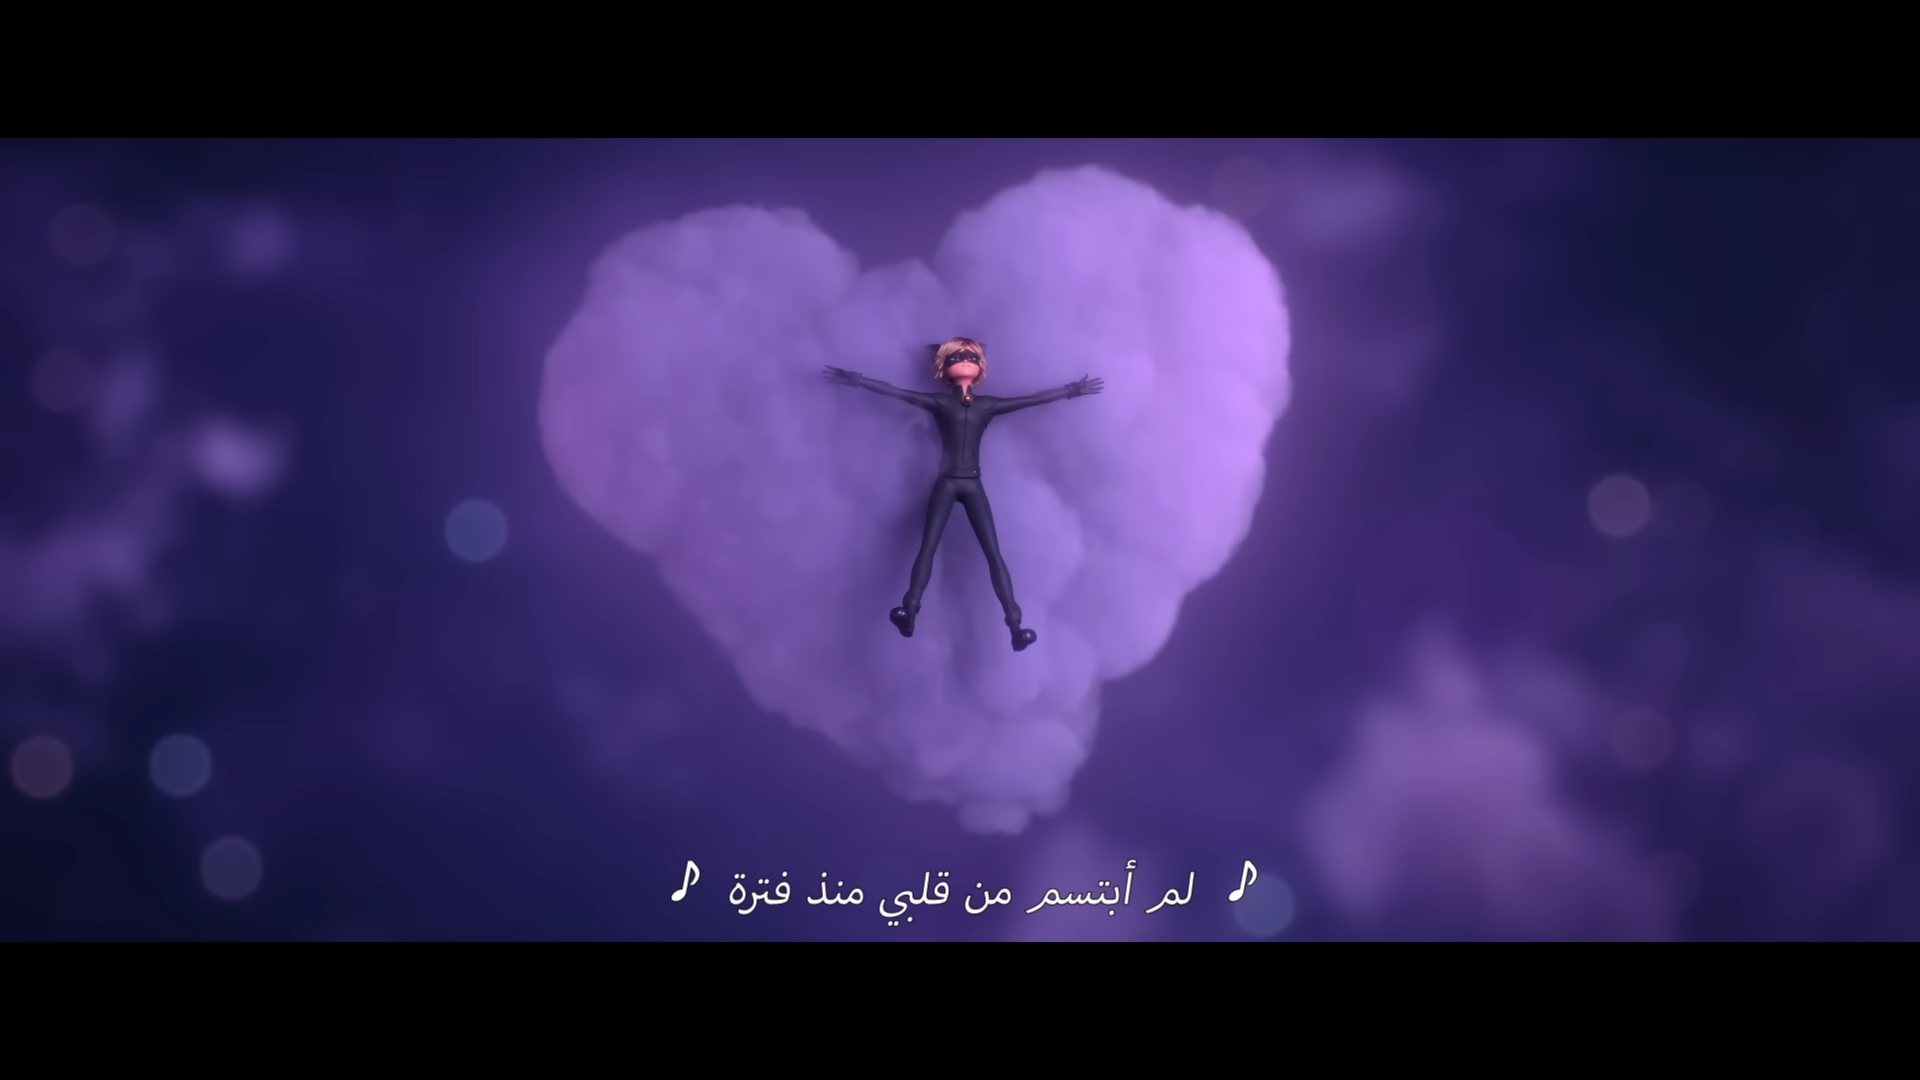 ♪ لم أبتسم من قلبي منذ فترة ♪